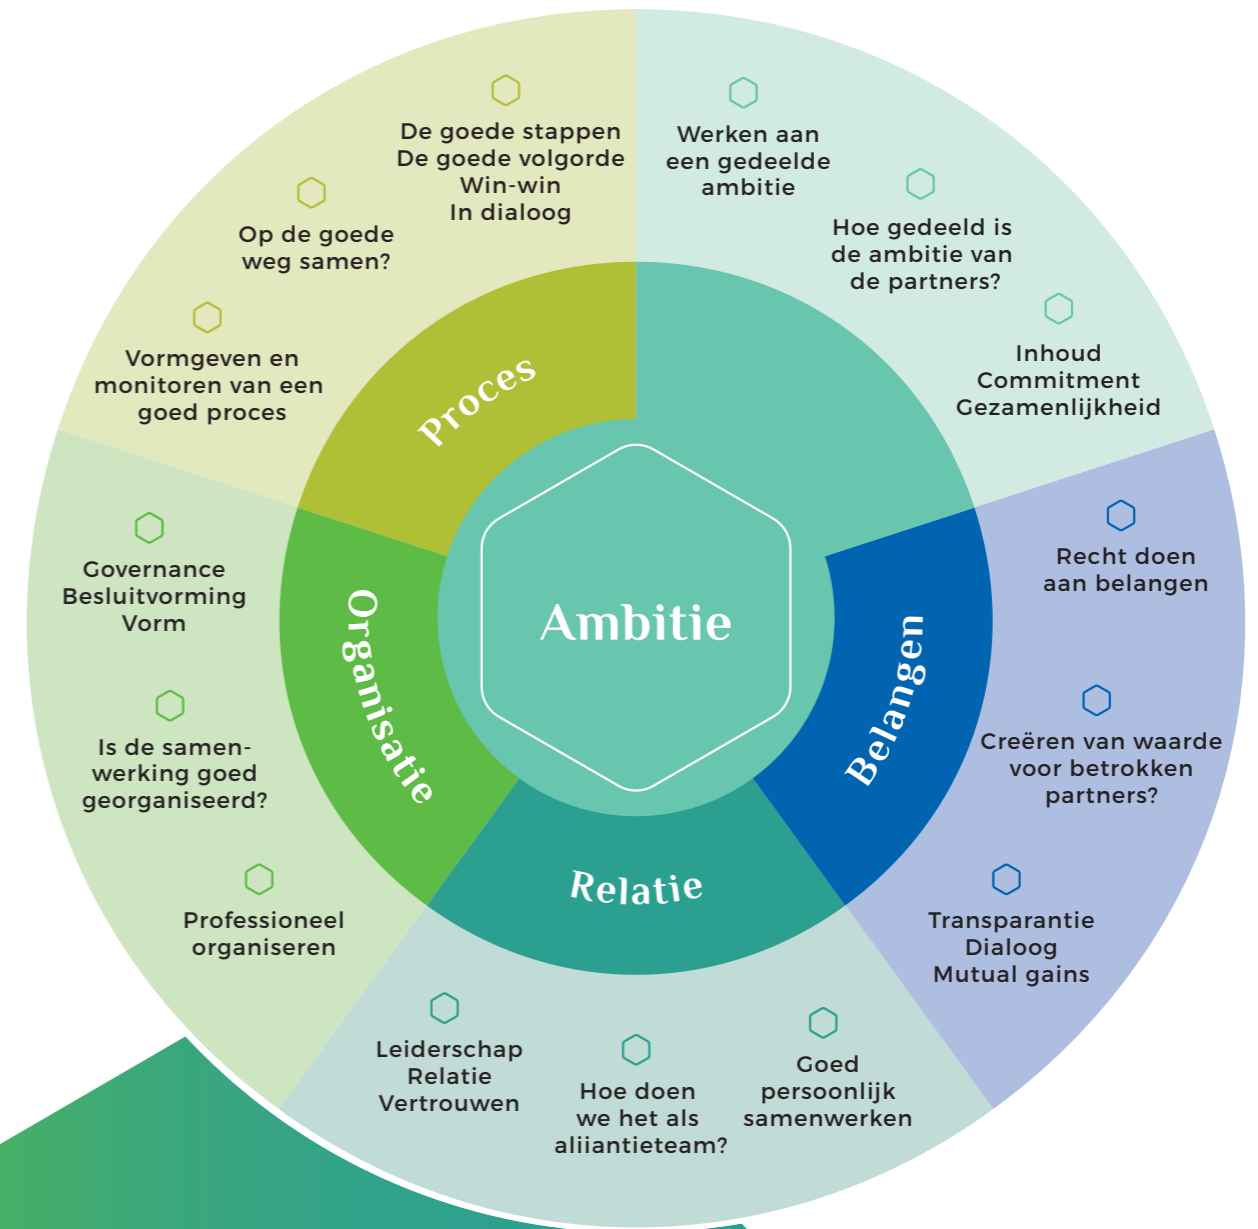 De goede stappen
De goede volgorde
Win-win
In dialoog
Op de goede
weg samen?
Vormgeven en
monitoren van een
goed proces
Proces
Werken aan
een gedeelde
ambitie
Hoe gedeeld is
de ambitie van
de partners?
Inhoud
Commitment
Gezamenlijkheid
Ambitie
Recht doen
aan belangen
Creëren van waarde
voor betrokken
partners?
Transparantie
Dialoog
Mutual gains
Belangen
Relatie
Goed
persoonlijk
samenwerken
Hoe doen
we het als
aliiantieteam?
Leiderschap
Relatie
Vertrouwen
Organisatie
Governance
Besluitvorming
Vorm
Is de samen-
werking goed
georganiseerd?
Professioneel
organiseren